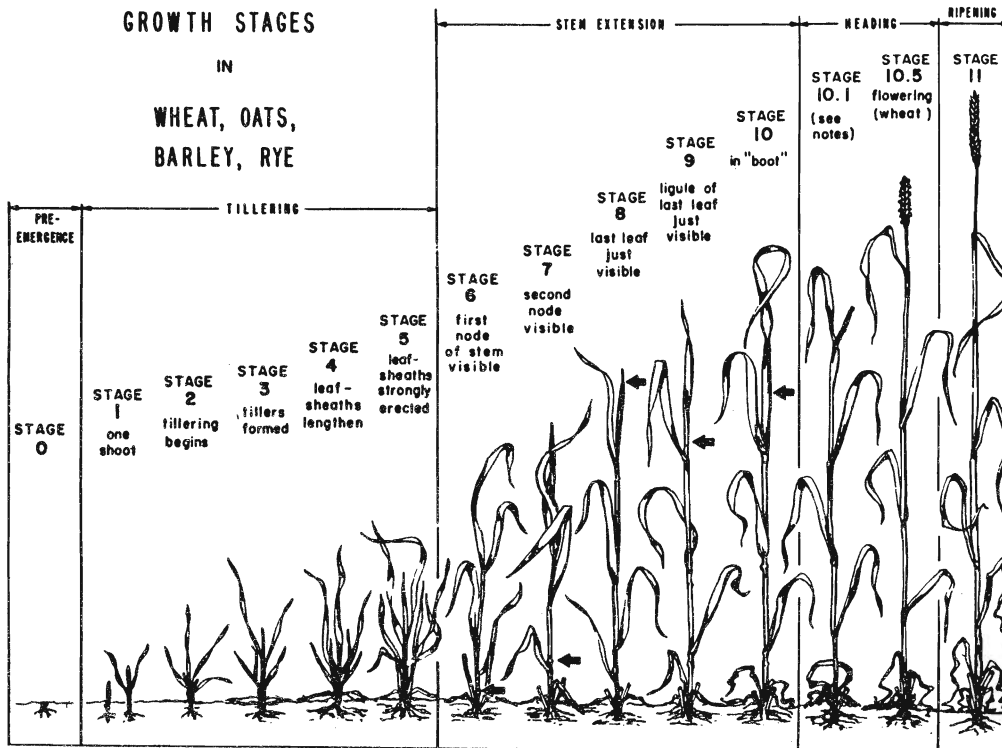 GROWTH STAGES
IN
WHEAT, OATS,
BARLEY, RYE
PRE-
EMERGENCE
TILLERING
STEM EXTENSION
HEADING
RIPENING
STAGE
0
STAGE
1
one
shoot
STAGE
2
tillering
begins
STAGE
3
tillers
formed
STAGE
4
leaf-
sheaths
lengthen
STAGE
5
leaf-
sheaths
strongly
erected
STAGE
6
first
node
of stem
visible
STAGE
7
second
node
visible
STAGE
8
last leaf
just
visible
STAGE
9
ligule of
last leaf
just
visible
STAGE
10
in "boot"
STAGE
10.1
(see
notes)
STAGE
10.5
flowering
(wheat)
STAGE
11